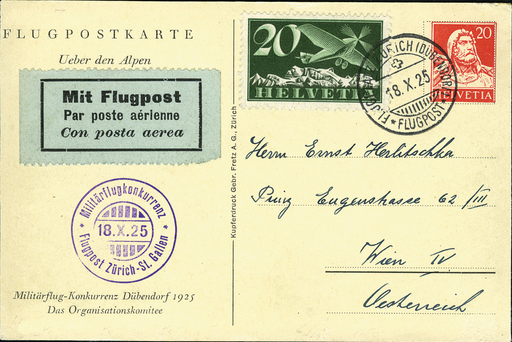 FLUGPOSTKARTE
Ueber den Alpen
Mit Flugpost
Par poste aérienne
Con posta aerea
Militärflugkonkurrenz
18.X.25
Flugpost Zürich-St. Gallen
Militärflug-Konkurrenz Dübendorf 1925
Das Organisationskomitee
Kupferdruck Gebr. Fretz A. G., Zürich
20
HELVETIA
ZÜRICH (DÜBENDORF)
18.X.25
FLUGPOST
20
HELVETIA
Herrn Ernst Herlitschka
Prinz Eugenstrasse 62/III
Wien IV
Oesterreich